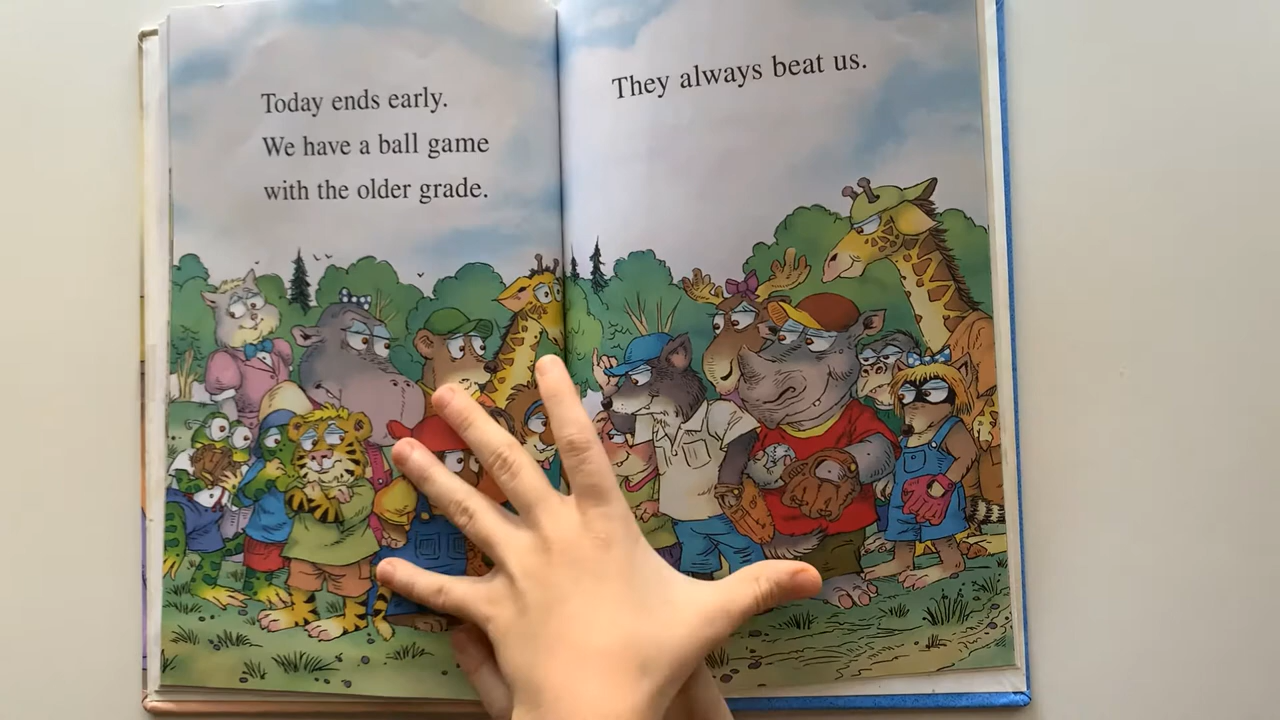 Today ends early.
We have a ball game
with the older grade.
They always beat us.